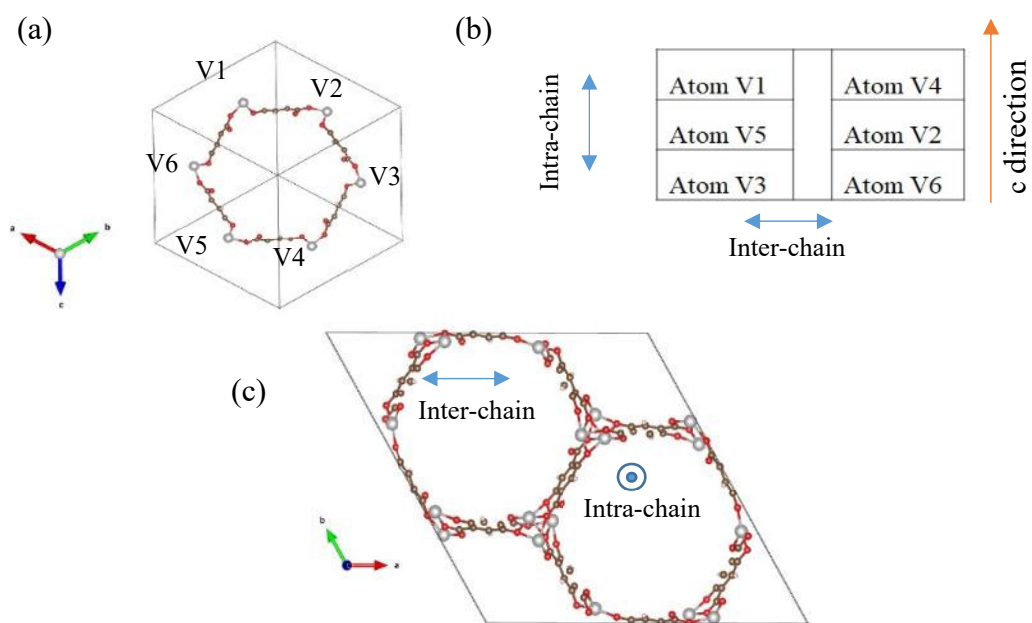 (a)
V1
V2
V6
V3
V5
V4
a
b
c
(b)
Intra-chain
Atom V1
Atom V4
Atom V5
Atom V2
Atom V3
Atom V6
Inter-chain
c direction
(c)
Inter-chain
Intra-chain
b
a